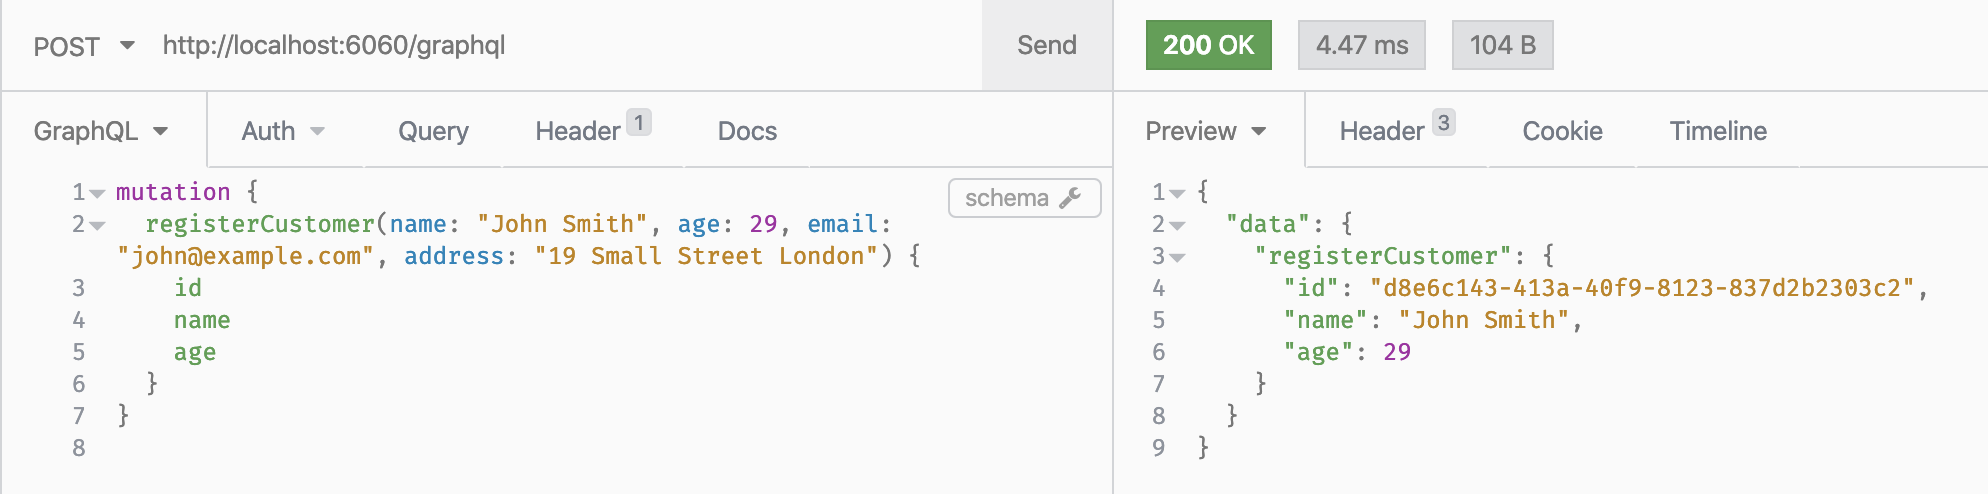 POST http://localhost:6060/graphql Send
200 OK 4.47 ms 104 B
GraphQL Auth Query Header 1 Docs
Preview Header 3 Cookie Timeline
schema
1 mutation {
2 registerCustomer(name: "John Smith", age: 29, email:
"john@example.com", address: "19 Small Street London") {
3 id
4 name
5 age
6 }
7 }
8
1 {
2 "data": {
3 "registerCustomer": {
4 "id": "d8e6c143-413a-40f9-8123-837d2b2303c2",
5 "name": "John Smith",
6 "age": 29
7 }
8 }
9 }